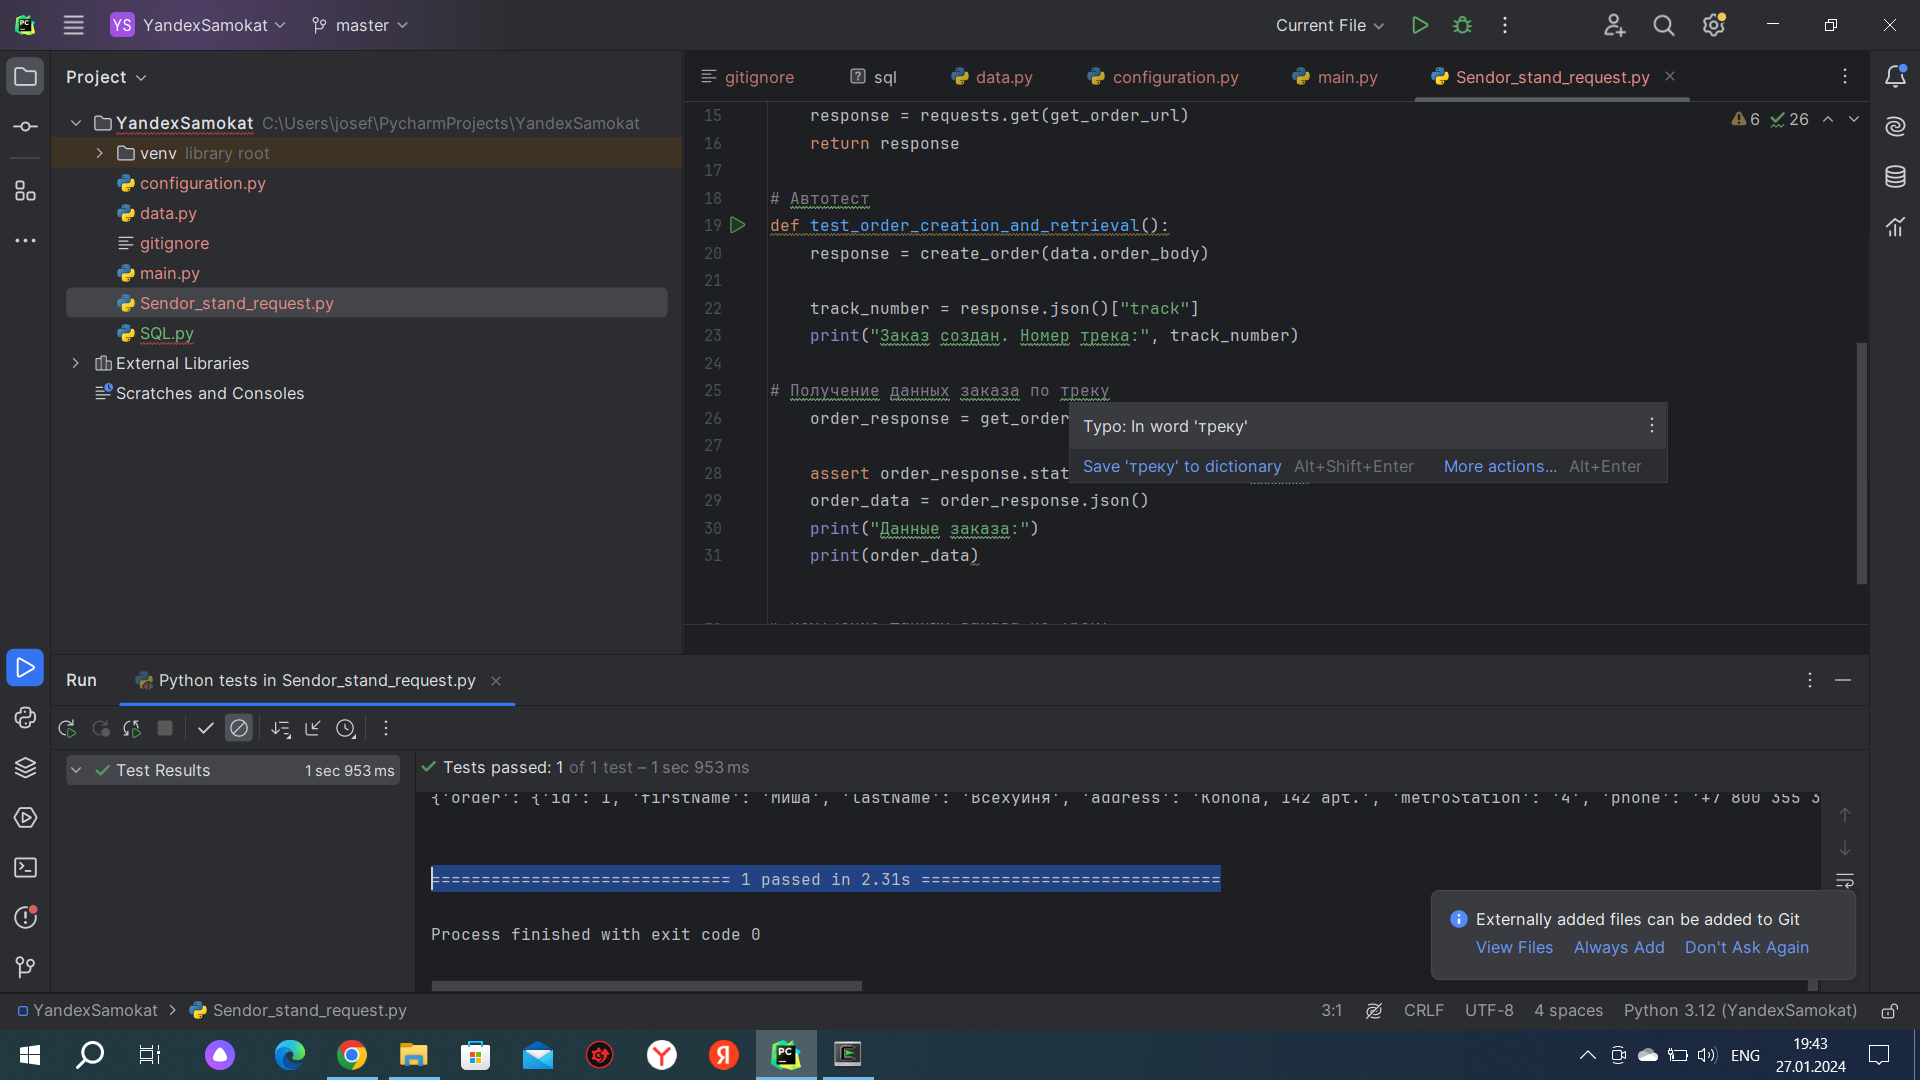 YS YandexSamokat master Current File
Project
gitignore sql data.py configuration.py main.py Sendor_stand_request.py
YandexSamokat C:\Users\josef\PycharmProjects\YandexSamokat
venv library root
configuration.py
data.py
gitignore
main.py
Sendor_stand_request.py
SQL.py
External Libraries
Scratches and Consoles
6 26
15 response = requests.get(get_order_url)
16 return response
17
18 # Автотест
19 def test_order_creation_and_retrieval():
20 response = create_order(data.order_body)
21
22 track_number = response.json()["track"]
23 print("Заказ создан. Номер трека:", track_number)
24
25 # Получение данных заказа по треку
26 order_response = get_order
27
28 assert order_response.stat
29 order_data = order_response.json()
30 print("Данные заказа:")
31 print(order_data)
Typo: In word 'треку'
Save 'треку' to dictionary Alt+Shift+Enter More actions... Alt+Enter
Run Python tests in Sendor_stand_request.py
Test Results 1 sec 953 ms
Tests passed: 1 of 1 test – 1 sec 953 ms
{'order': {'id': 1, 'firstName': 'Миша', 'lastName': 'Всехуйня', 'address': 'Konoha, 142 apt.', 'metroStation': '4', 'phone': '+7 800 355 3
============================== 1 passed in 2.31s ==============================
Process finished with exit code 0
Externally added files can be added to Git
View Files Always Add Don't Ask Again
YandexSamokat Sendor_stand_request.py 3:1 CRLF UTF-8 4 spaces Python 3.12 (YandexSamokat)
ENG
19:43
27.01.2024